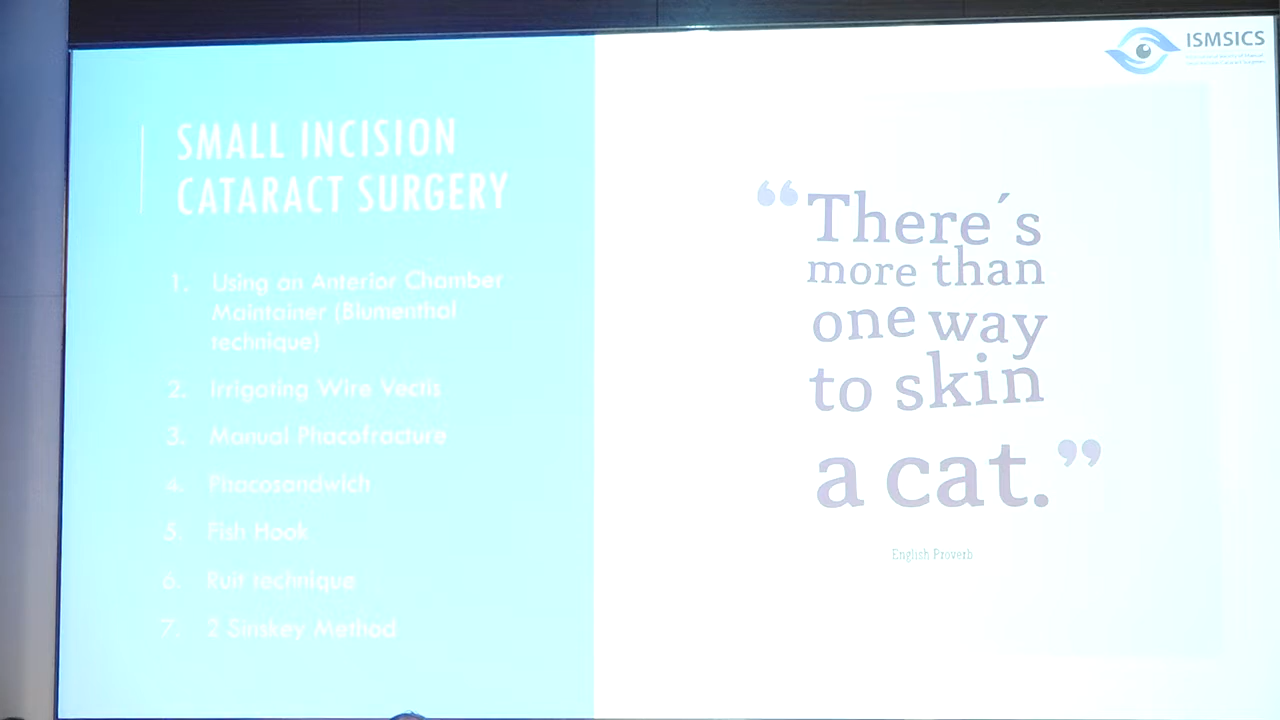 ISMSICS
SMALL INCISION
CATARACT SURGERY
1. Using an Anterior Chamber
Maintainer (Blumenthal
technique)
2. Irrigating Wire Vectis
3. Manual Phacofracture
4. Phacosandwich
5. Fish Hook
6. Ruit technique
7. 2 Sinskey Method
“There´s
more than
one way
to skin
a cat.”
English Proverb